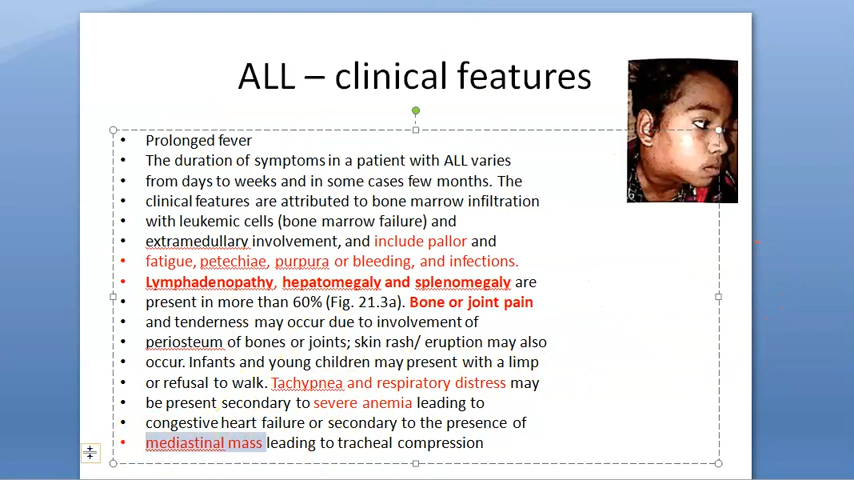 ALL – clinical features
• Prolonged fever
• The duration of symptoms in a patient with ALL varies
• from days to weeks and in some cases few months. The
• clinical features are attributed to bone marrow infiltration
• with leukemic cells (bone marrow failure) and
• extramedullary involvement, and include pallor and
• fatigue, petechiae, purpura or bleeding, and infections.
• Lymphadenopathy, hepatomegaly and splenomegaly are
• present in more than 60% (Fig. 21.3a). Bone or joint pain
• and tenderness may occur due to involvement of
• periosteum of bones or joints; skin rash/ eruption may also
• occur. Infants and young children may present with a limp
• or refusal to walk. Tachypnea and respiratory distress may
• be present secondary to severe anemia leading to
• congestive heart failure or secondary to the presence of
• mediastinal mass leading to tracheal compression